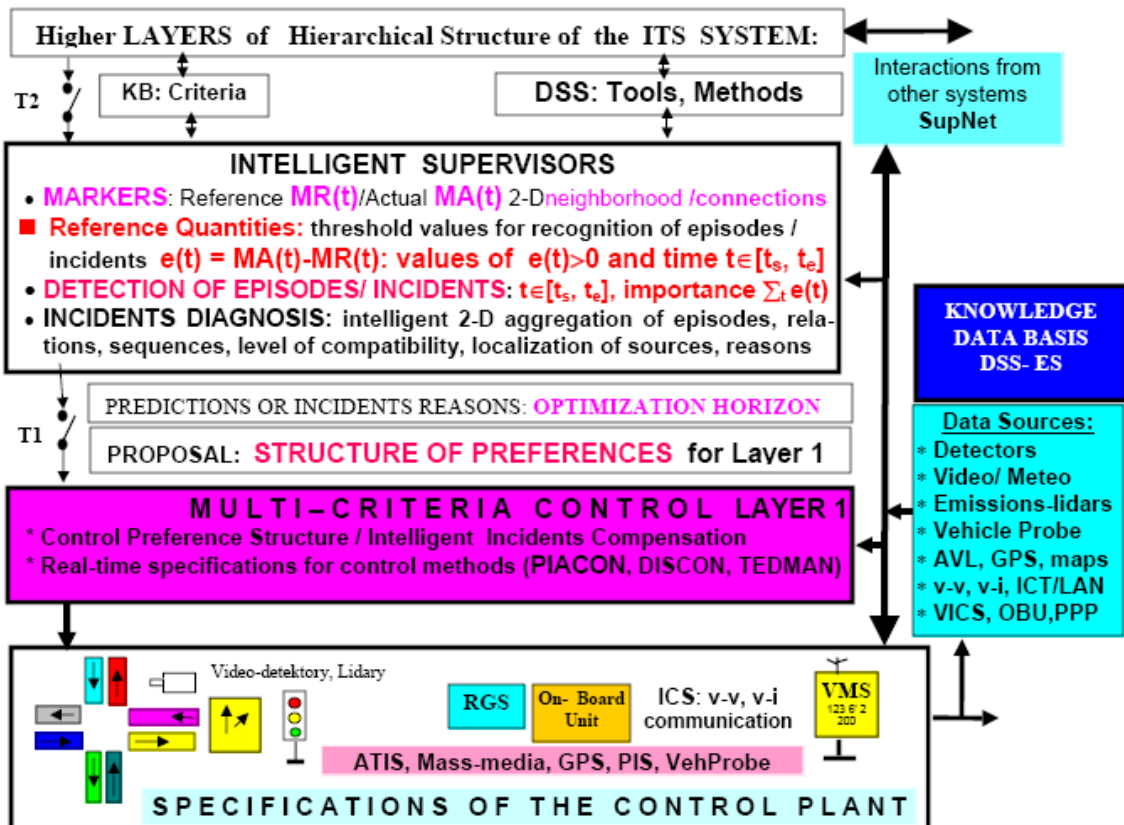 Higher LAYERS of Hierarchical Structure of the ITS SYSTEM:
T2
KB: Criteria
DSS: Tools, Methods
Interactions from
other systems
SupNet
INTELLIGENT SUPERVISORS
• MARKERS: Reference MR(t)/Actual MA(t) 2-Dneighborhood /connections
■ Reference Quantities: threshold values for recognition of episodes /
incidents e(t) = MA(t)-MR(t): values of e(t)>0 and time t∈[ts, te]
• DETECTION OF EPISODES/ INCIDENTS: t∈[ts, te], importance ∑t e(t)
• INCIDENTS DIAGNOSIS: intelligent 2-D aggregation of episodes, rela-
tions, sequences, level of compatibility, localization of sources, reasons
T1
PREDICTIONS OR INCIDENTS REASONS: OPTIMIZATION HORIZON
PROPOSAL: STRUCTURE OF PREFERENCES for Layer 1
KNOWLEDGE
DATA BASIS
DSS- ES
Data Sources:
* Detectors
* Video/ Meteo
* Emissions-lidars
* Vehicle Probe
* AVL, GPS, maps
* v-v, v-i, ICT/LAN
* VICS, OBU,PPP
MULTI–CRITERIA CONTROL LAYER 1
* Control Preference Structure / Intelligent Incidents Compensation
* Real-time specifications for control methods (PIACON, DISCON, TEDMAN)
Video-detektory, Lidary
RGS
On- Board
Unit
ICS: v-v, v-i
communication
VMS
123 6' 2
200
ATIS, Mass-media, GPS, PIS, VehProbe
SPECIFICATIONS OF THE CONTROL PLANT